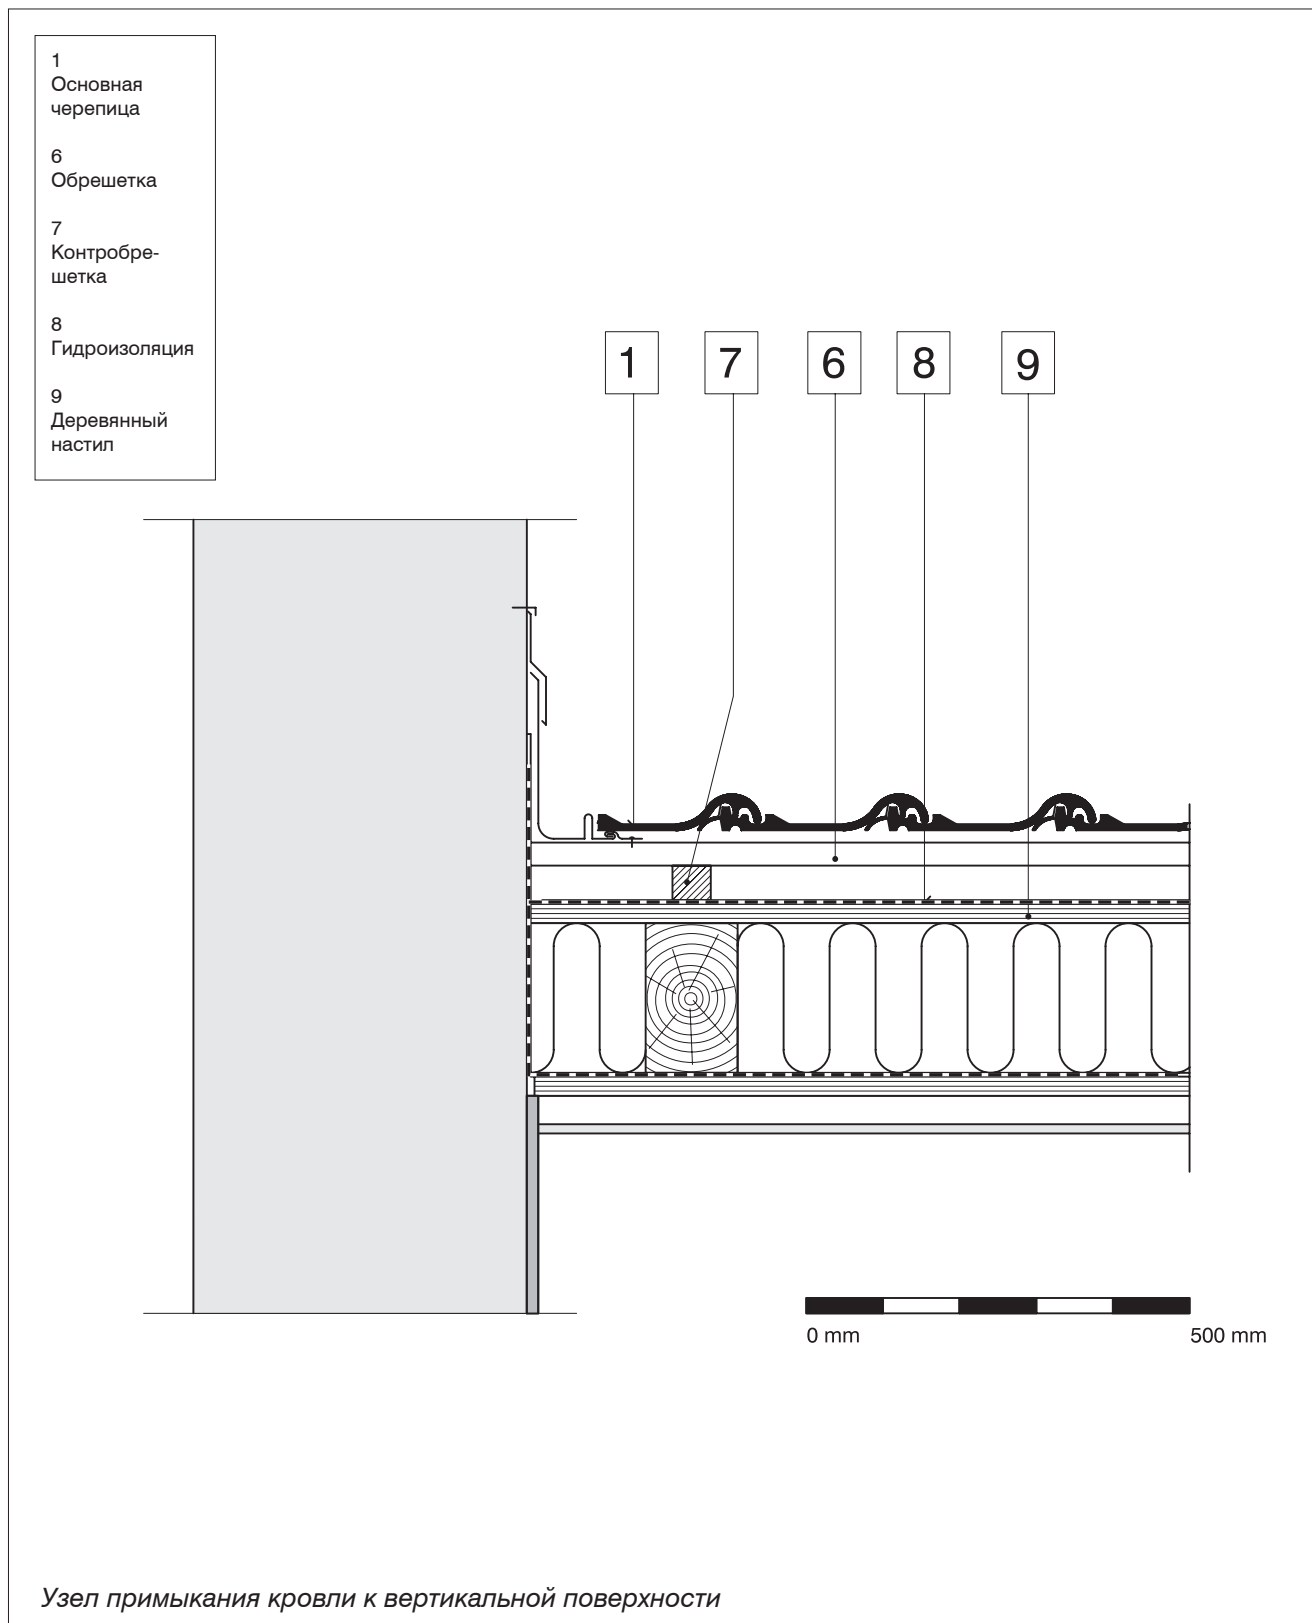 1
Основная
черепица
6
Обрешетка
7
Контробре-
шетка
8
Гидроизоляция
9
Деревянный
настил
1 7 6 8 9
0 mm 500 mm
Узел примыкания кровли к вертикальной поверхности